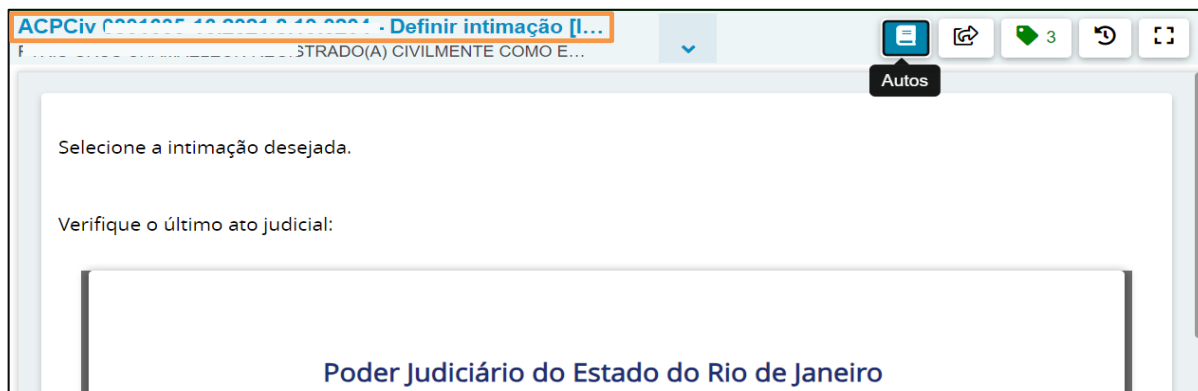 ACPCiv - Definir intimação [I...
STRADO(A) CIVILMENTE COMO E...
3
Autos
Selecione a intimação desejada.
Verifique o último ato judicial:
Poder Judiciário do Estado do Rio de Janeiro